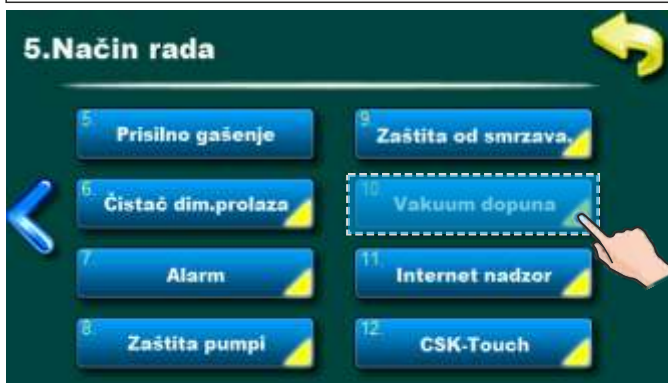 5.Način rada
5.
Prisilno gašenje
6.
Čistač dim.prolaza
7.
Alarm
8.
Zaštita pumpi
9.
Zaštita od smrzava.
10.
Vakuum dopuna
11.
Internet nadzor
12.
CSK-Touch